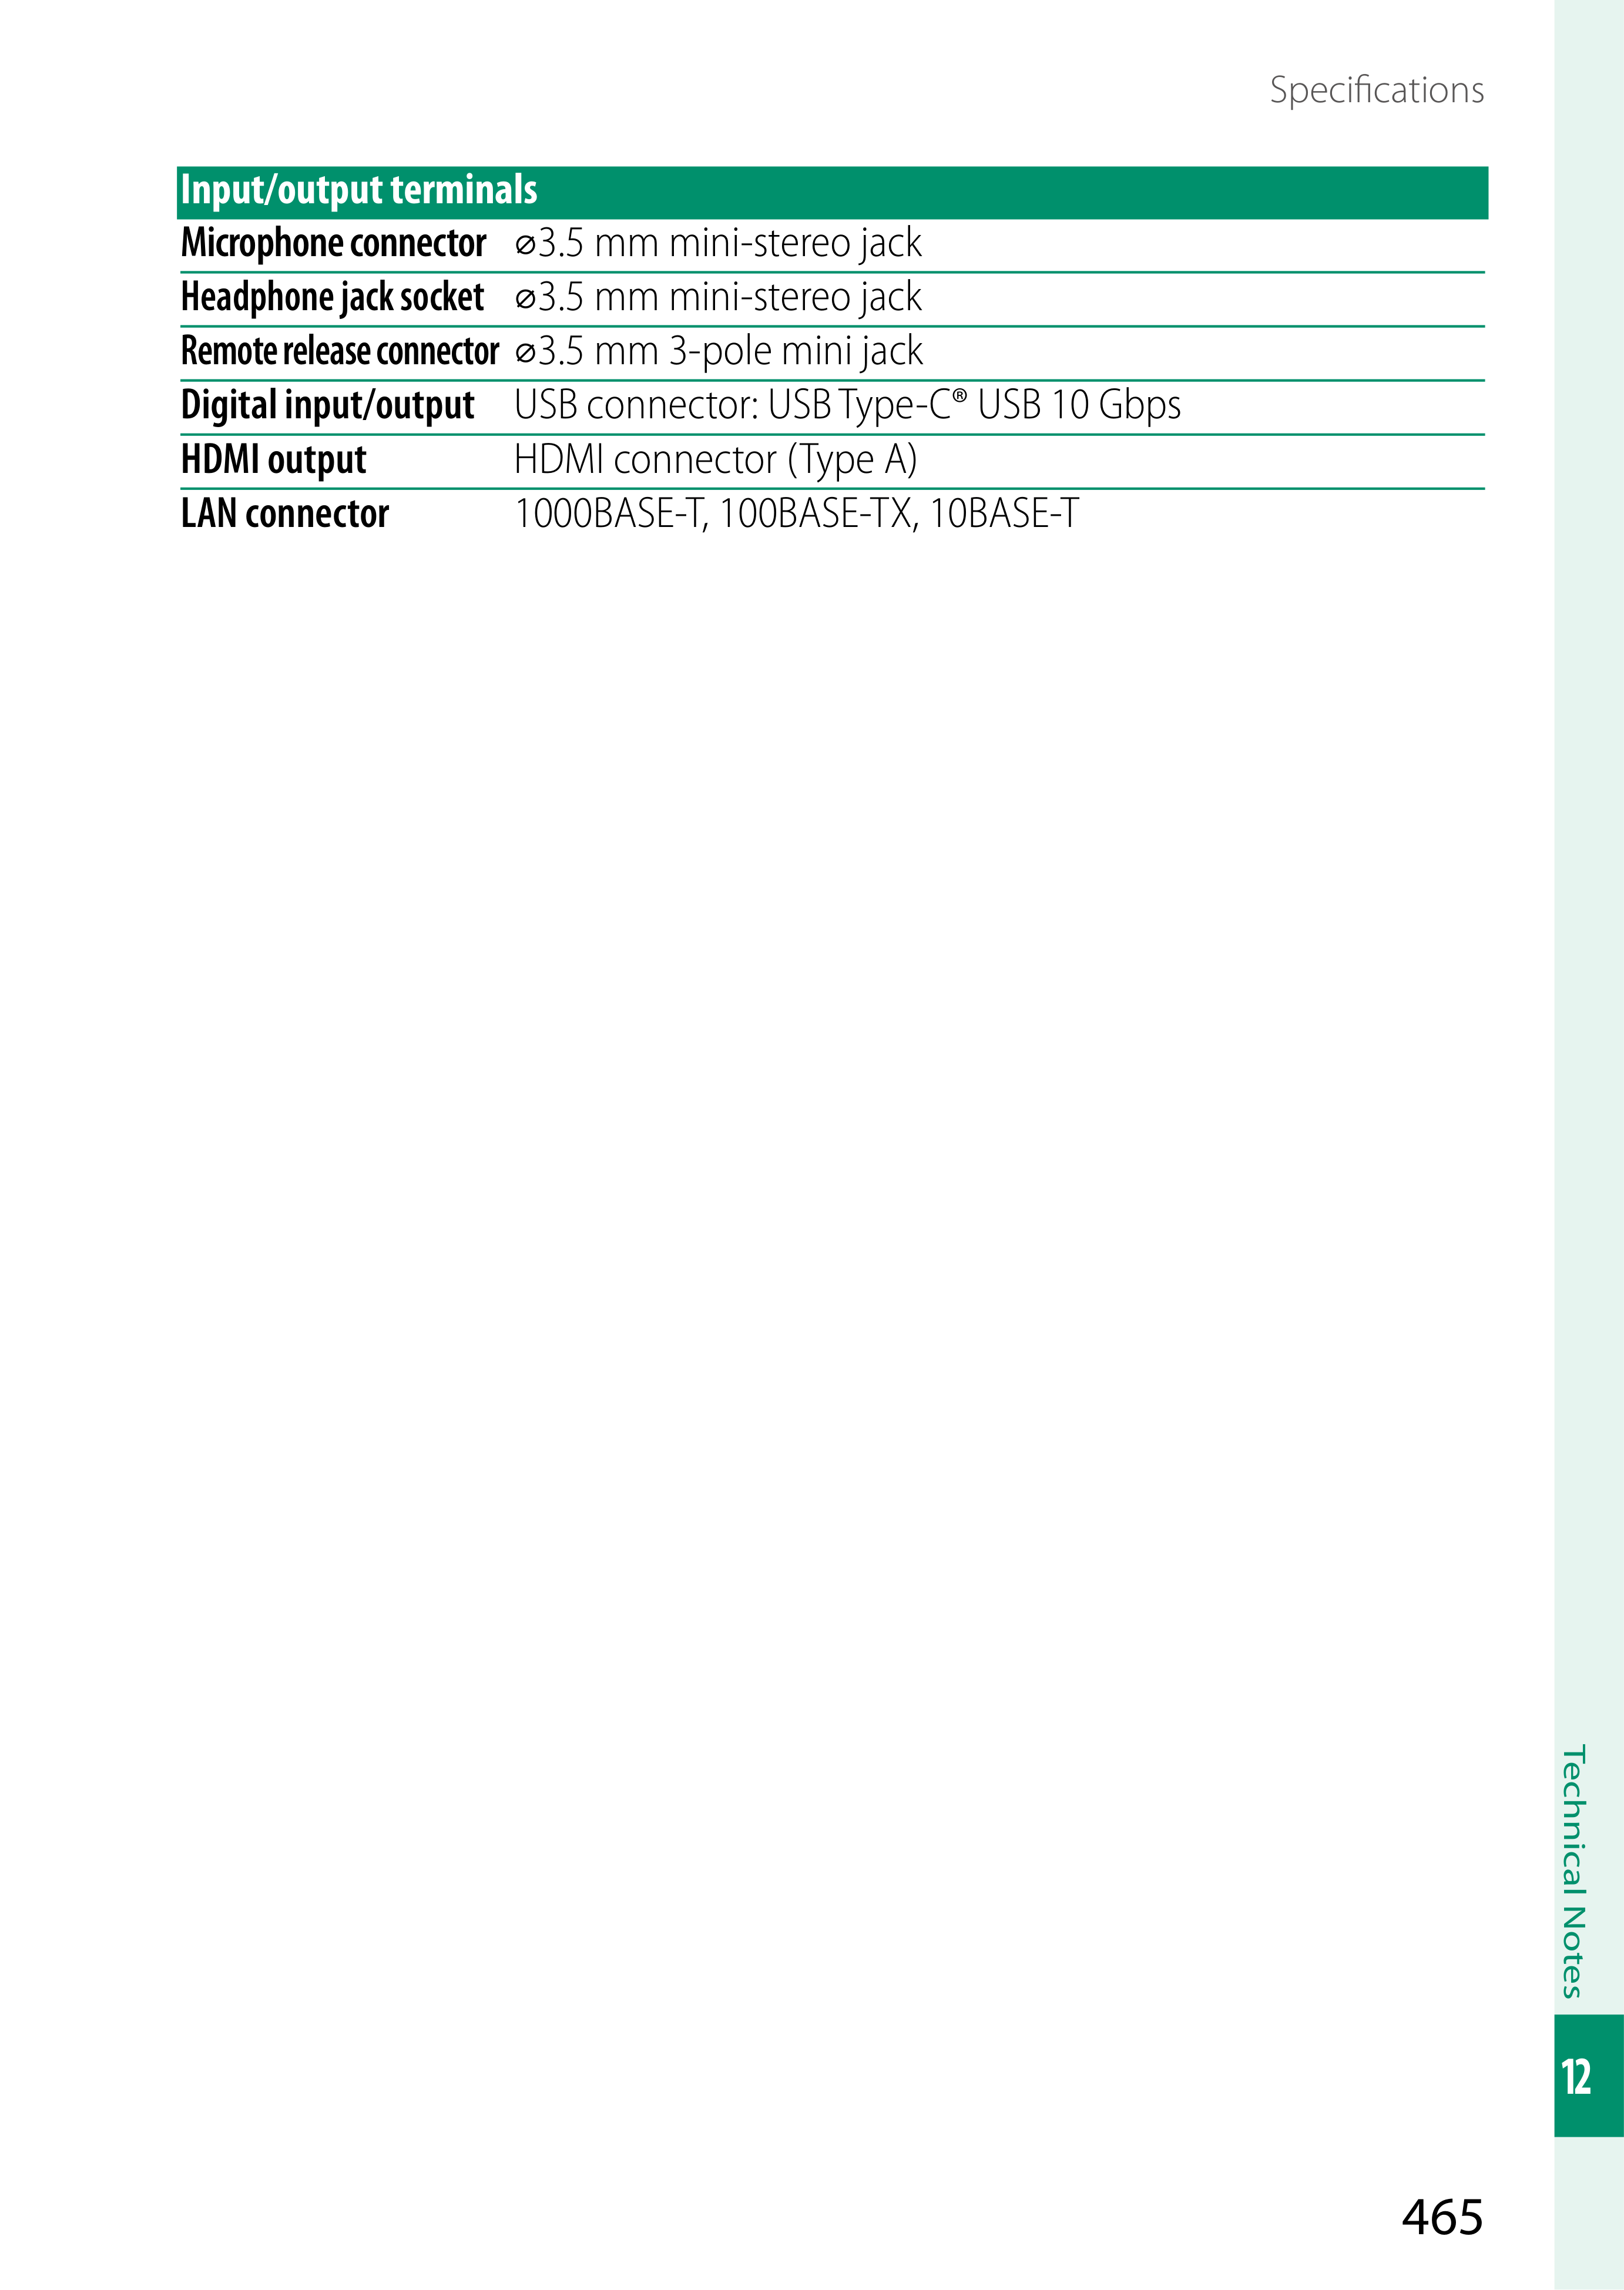 Specifications
Input/output terminals
Microphone connector ⌀3.5 mm mini-stereo jack
Headphone jack socket ⌀3.5 mm mini-stereo jack
Remote release connector ⌀3.5 mm 3-pole mini jack
Digital input/output USB connector: USB Type-C® USB 10 Gbps
HDMI output HDMI connector (Type A)
LAN connector 1000BASE-T, 100BASE-TX, 10BASE-T
Technical Notes
12
465